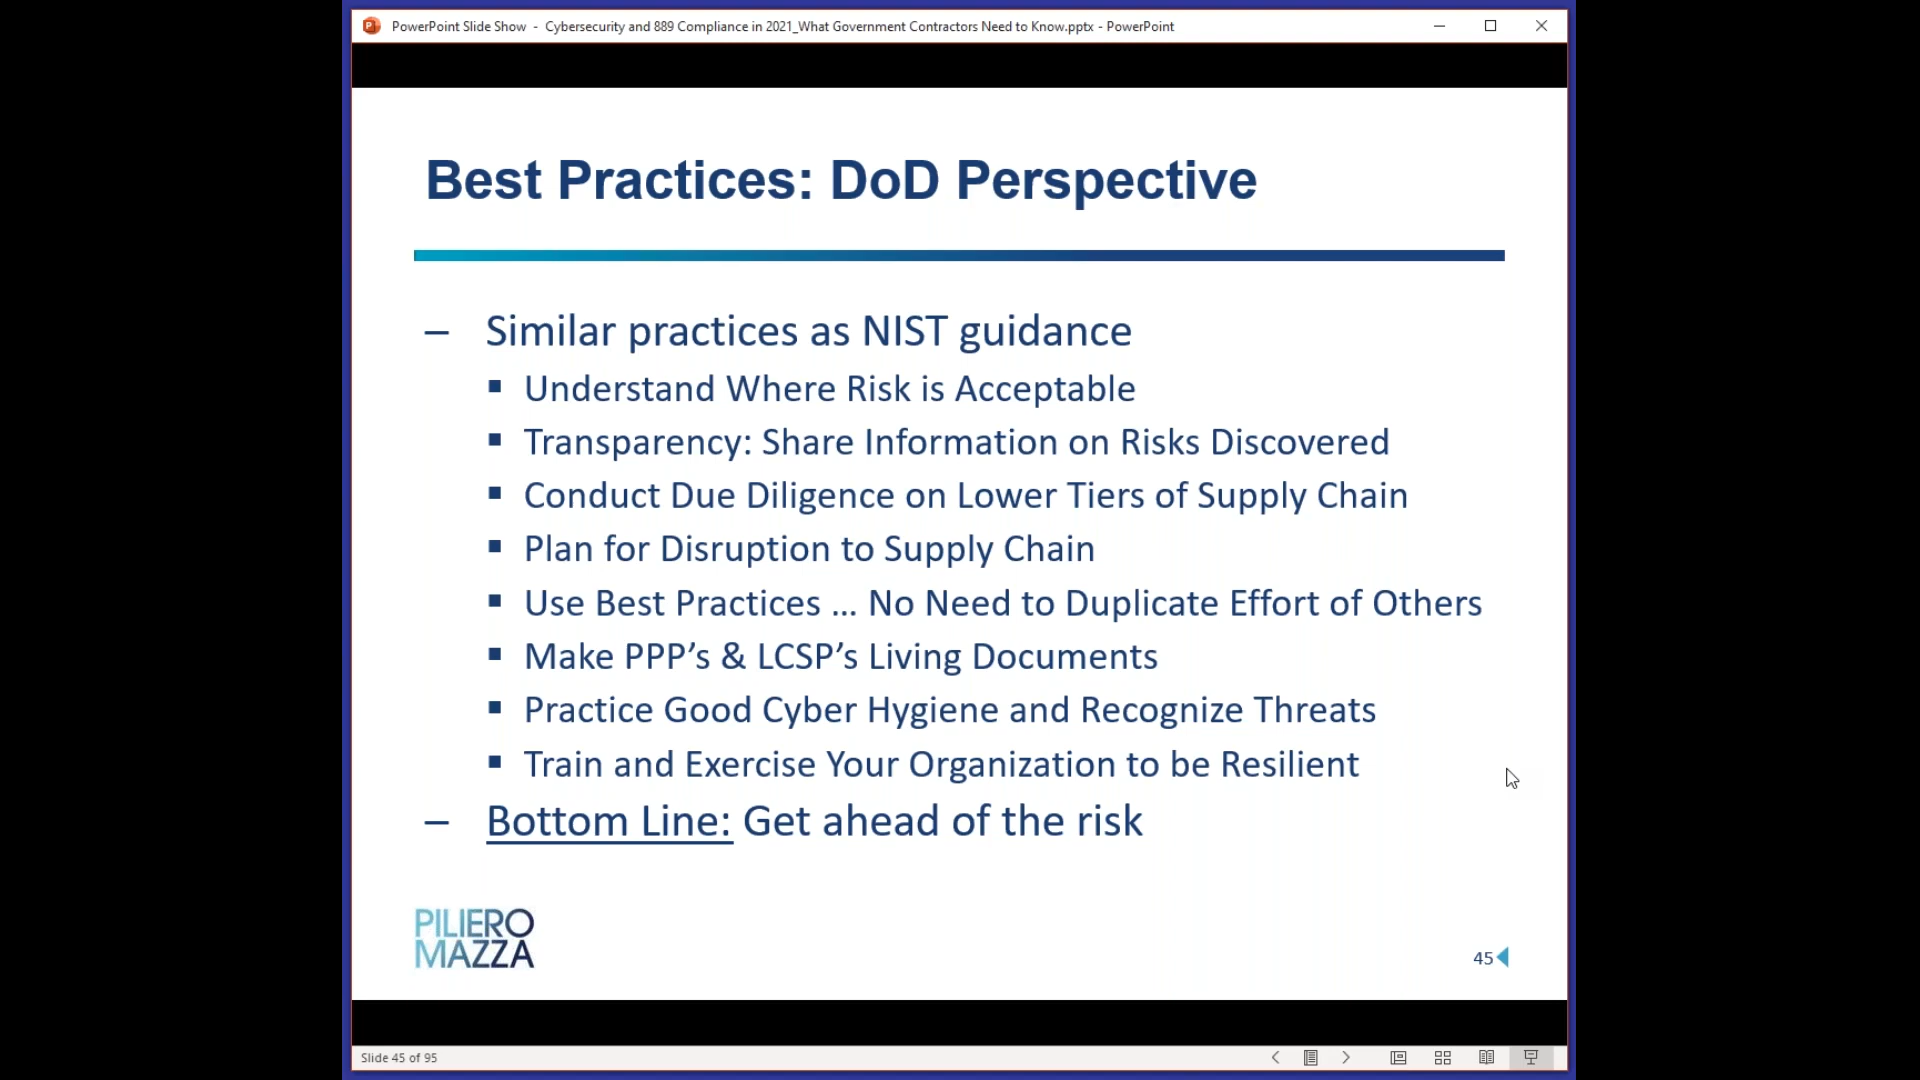 PowerPoint Slide Show - Cybersecurity and 889 Compliance in 2021_What Government Contractors Need to Know.pptx - PowerPoint
Best Practices: DoD Perspective
– Similar practices as NIST guidance
▪ Understand Where Risk is Acceptable
▪ Transparency: Share Information on Risks Discovered
▪ Conduct Due Diligence on Lower Tiers of Supply Chain
▪ Plan for Disruption to Supply Chain
▪ Use Best Practices … No Need to Duplicate Effort of Others
▪ Make PPP’s & LCSP’s Living Documents
▪ Practice Good Cyber Hygiene and Recognize Threats
▪ Train and Exercise Your Organization to be Resilient
– Bottom Line: Get ahead of the risk
PILIERO
MAZZA
45
Slide 45 of 95